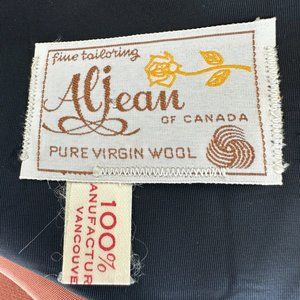 fine tailoring
Aljean
OF CANADA
PURE VIRGIN WOOL
100%
ANUFACTUR
VANCOUVE